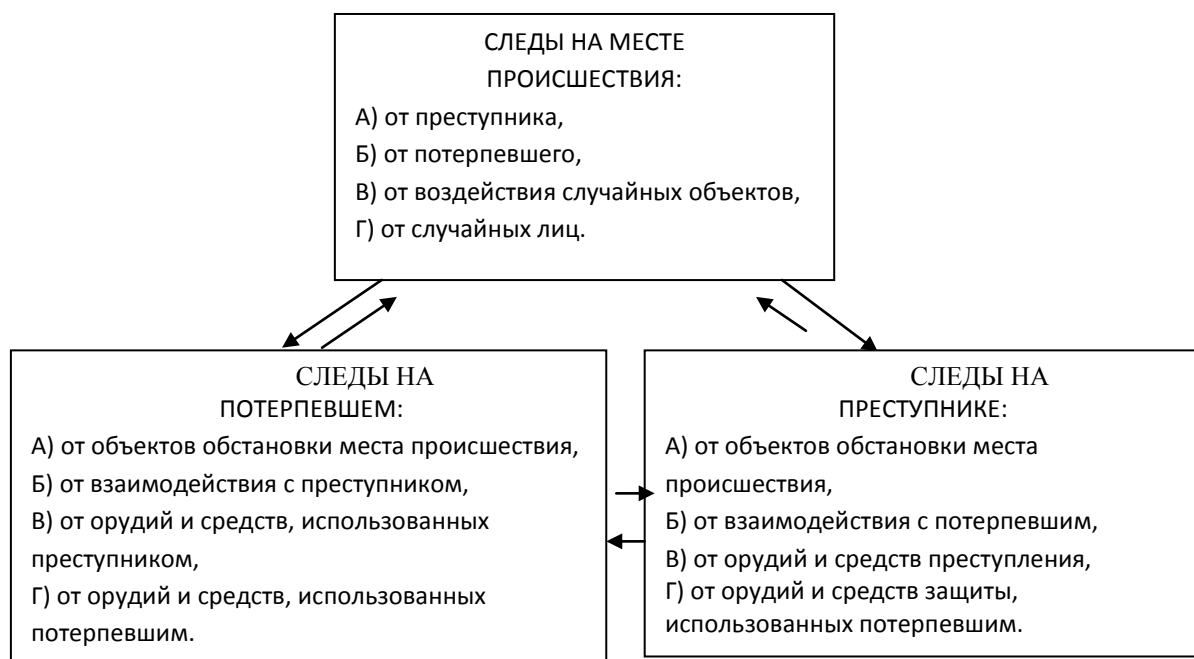 СЛЕДЫ НА МЕСТЕ
ПРОИСШЕСТВИЯ:
А) от преступника,
Б) от потерпевшего,
В) от воздействия случайных объектов,
Г) от случайных лиц.
СЛЕДЫ НА
ПОТЕРПЕВШЕМ:
А) от объектов обстановки места происшествия,
Б) от взаимодействия с преступником,
В) от орудий и средств, использованных
преступником,
Г) от орудий и средств, использованных
потерпевшим.
СЛЕДЫ НА
ПРЕСТУПНИКЕ:
А) от объектов обстановки места
происшествия,
Б) от взаимодействия с потерпевшим,
В) от орудий и средств преступления,
Г) от орудий и средств защиты,
использованных потерпевшим.